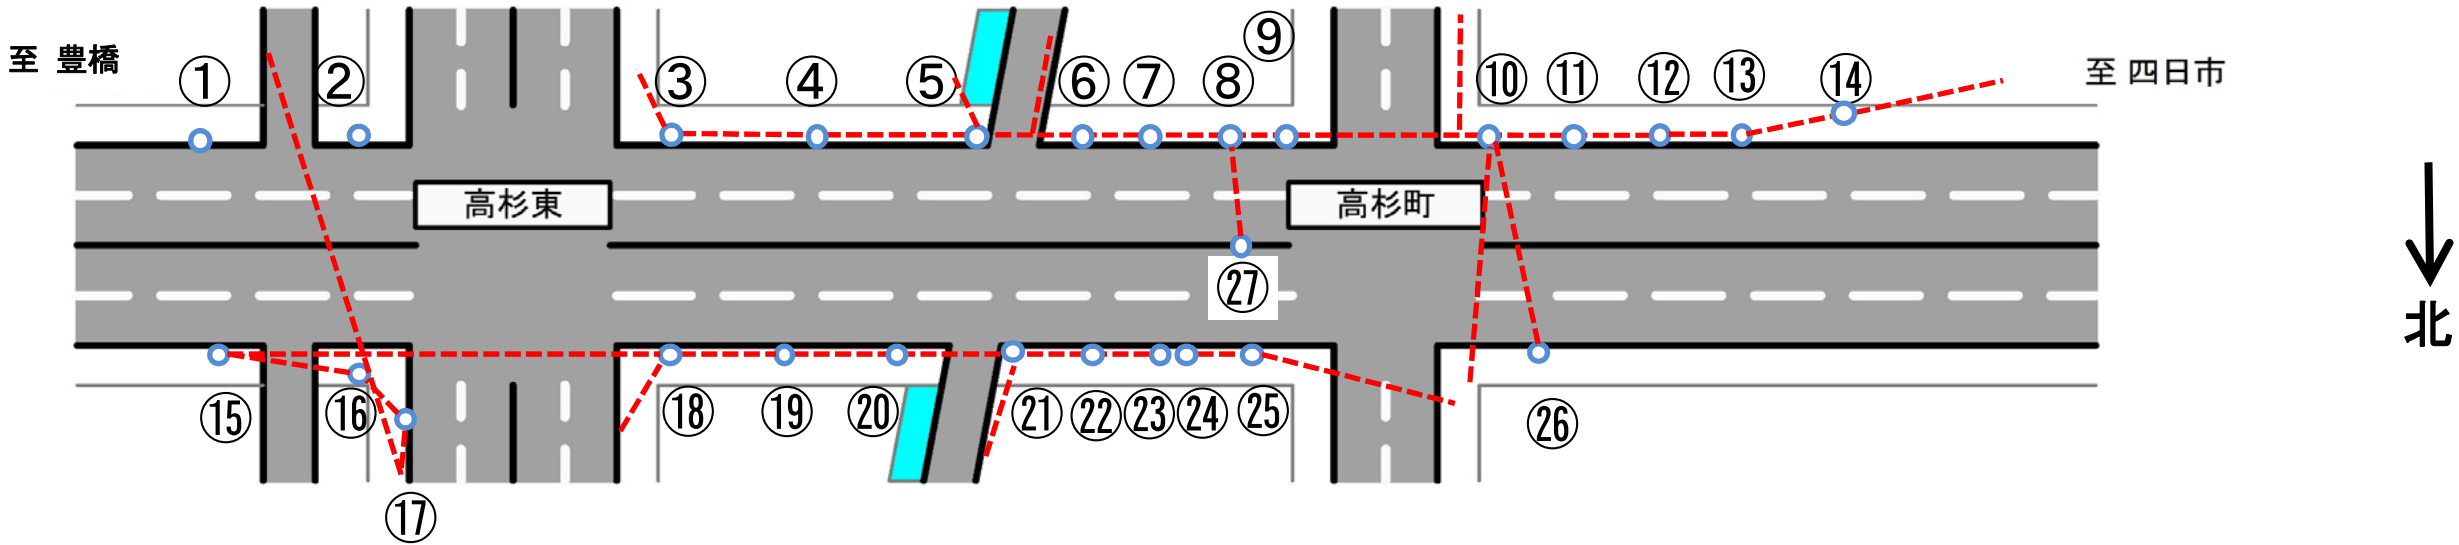 至 豊橋
① ② ③ ④ ⑤ ⑥ ⑦ ⑧ ⑨ ⑩ ⑪ ⑫ ⑬ ⑭
至 四日市
高杉東
高杉町
㉗
北
⑮ ⑯ ⑰ ⑱ ⑲ ⑳ ㉑ ㉒ ㉓ ㉔ ㉕ ㉖